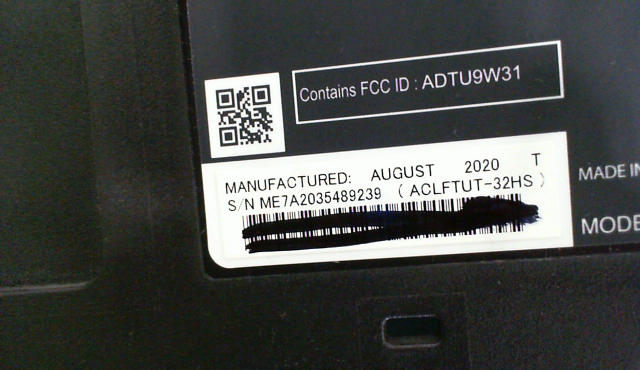 Contains FCC ID : ADTU9W31
MANUFACTURED: AUGUST 2020 T
S/N ME7A2035489239 ( ACLFTUT-32HS )
MADE IN
MODE